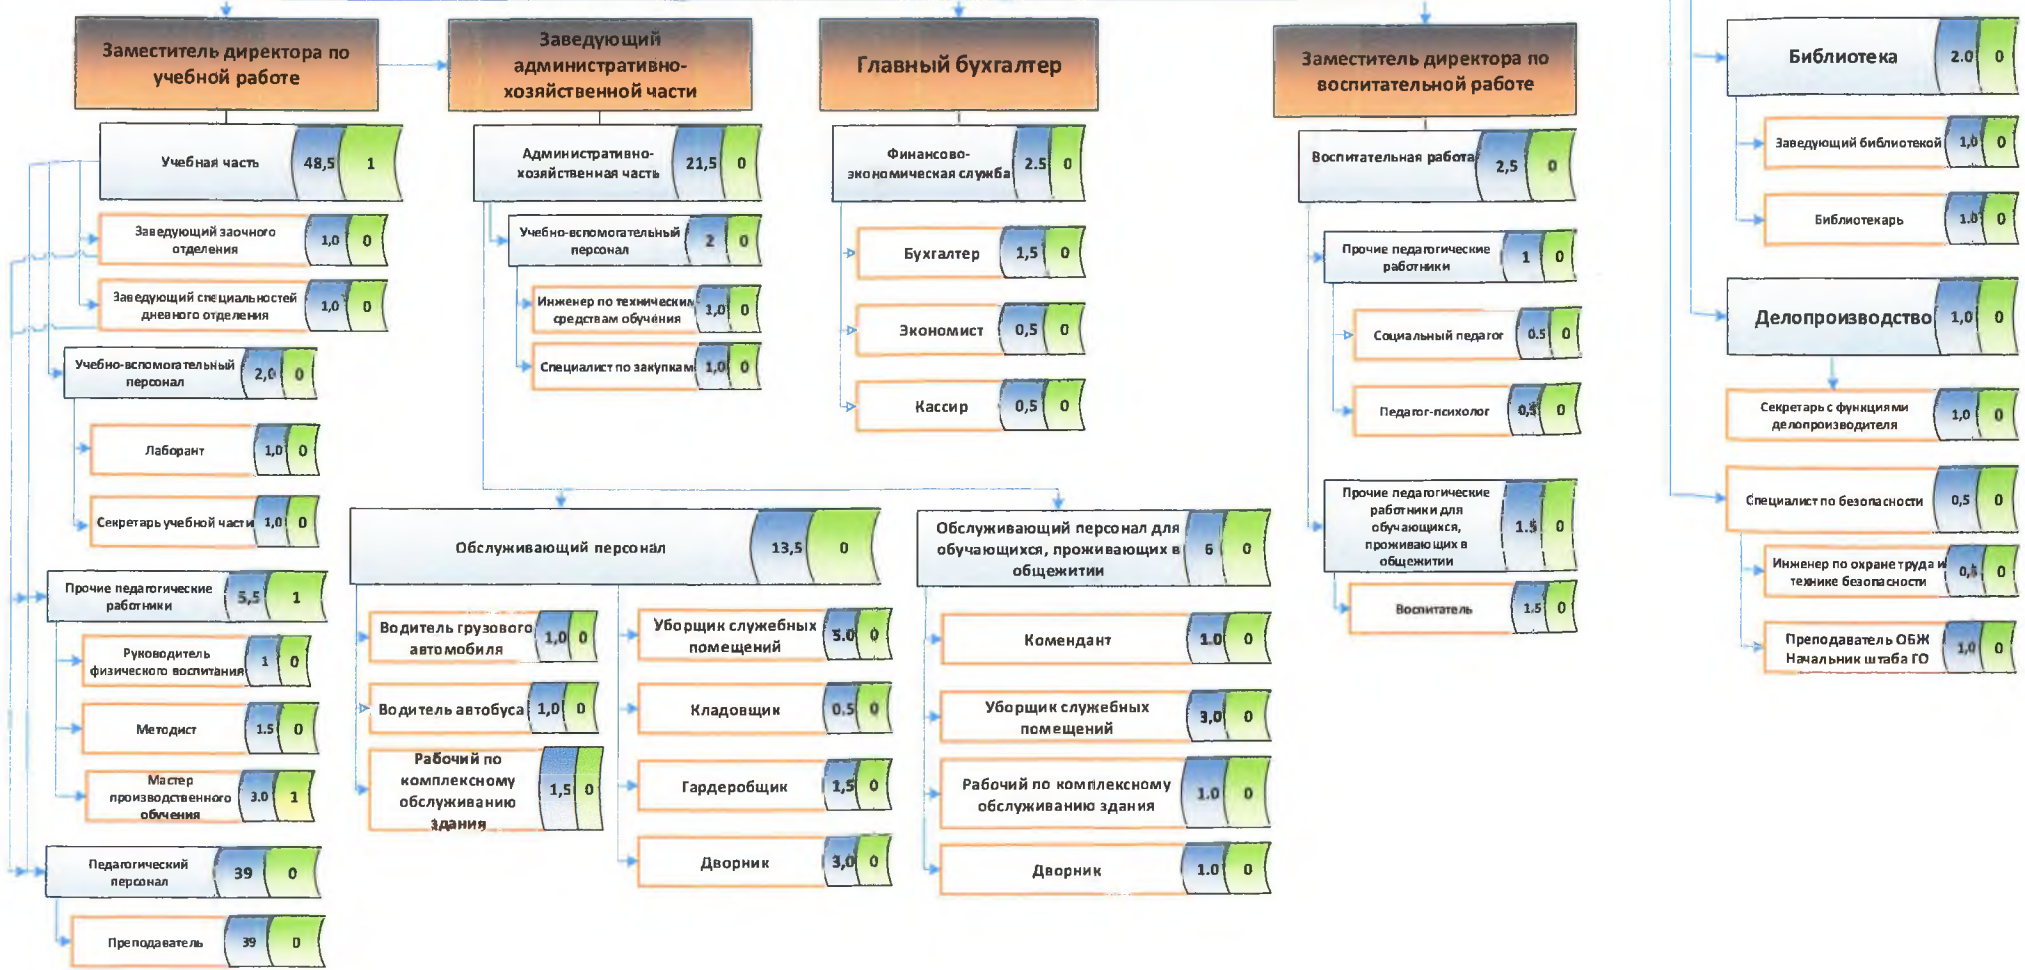 Заместитель директора по
учебной работе
Учебная часть
48,5
1
Заведующий заочного
отделения
1,0
0
Заведующий специальностей
дневного отделения
1,0
0
Учебно-вспомогательный
персонал
2,0
0
Лаборант
1,0
0
Секретарь учебной части
1,0
0
Прочие педагогические
работники
5,5
1
Руководитель
физического воспитания
1
0
Методист
1.5
0
Мастер
производственного
обучения
3.0
1
Педагогический
персонал
39
0
Преподаватель
39
0
Заведующий
административно-
хозяйственной части
Административно-
хозяйственная часть
21,5
0
Учебно-вспомогательный
персонал
2
0
Инженер по техническим
средствам обучения
1,0
0
Специалист по закупкам
1,0
0
Обслуживающий персонал
13,5
0
Водитель грузового
автомобиля
1,0
0
Водитель автобуса
1,0
0
Рабочий по
комплексному
обслуживанию
здания
1,5
0
Уборщик служебных
помещений
5.0
0
Кладовщик
0.5
0
Гардеробщик
1,5
0
Дворник
3,0
0
Обслуживающий персонал для
обучающихся, проживающих в
общежитии
6
0
Комендант
1.0
0
Уборщик служебных
помещений
3,0
0
Рабочий по комплексному
обслуживанию здания
1.0
0
Дворник
1.0
0
Главный бухгалтер
Финансово-
экономическая служба
2.5
0
Бухгалтер
1,5
0
Экономист
0,5
0
Кассир
0,5
0
Заместитель директора по
воспитательной работе
Воспитательная работа
2,5
0
Прочие педагогические
работники
1
0
Социальный педагог
0.5
0
Педагог-психолог
0,5
0
Прочие педагогические
работники для
обучающихся,
проживающих в
общежитии
1.5
0
Воспитатель
1.5
0
Библиотека
2.0
0
Заведующий библиотекой
1,0
0
Библиотекарь
1.0
0
Делопроизводство
1,0
0
Секретарь с функциями
делопроизводителя
1,0
0
Специалист по безопасности
0,5
0
Инженер по охране труда и
технике безопасности
0,5
0
Преподаватель ОБЖ
Начальник штаба ГО
1,0
0